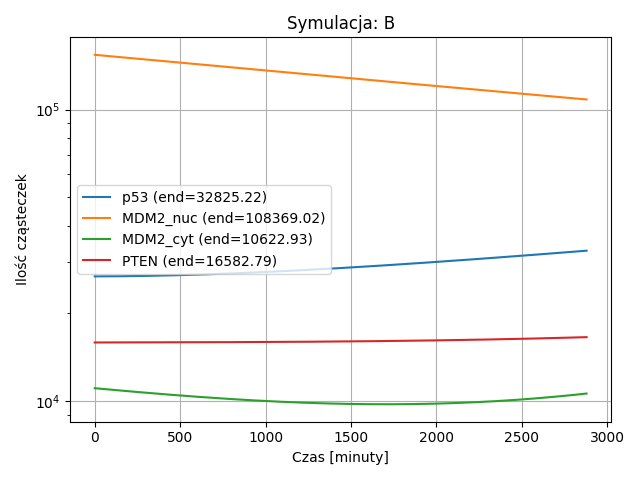 Symulacja: B
Ilość cząsteczek
10^5
10^4
p53 (end=32825.22)
MDM2_nuc (end=108369.02)
MDM2_cyt (end=10622.93)
PTEN (end=16582.79)
0 500 1000 1500 2000 2500 3000
Czas [minuty]